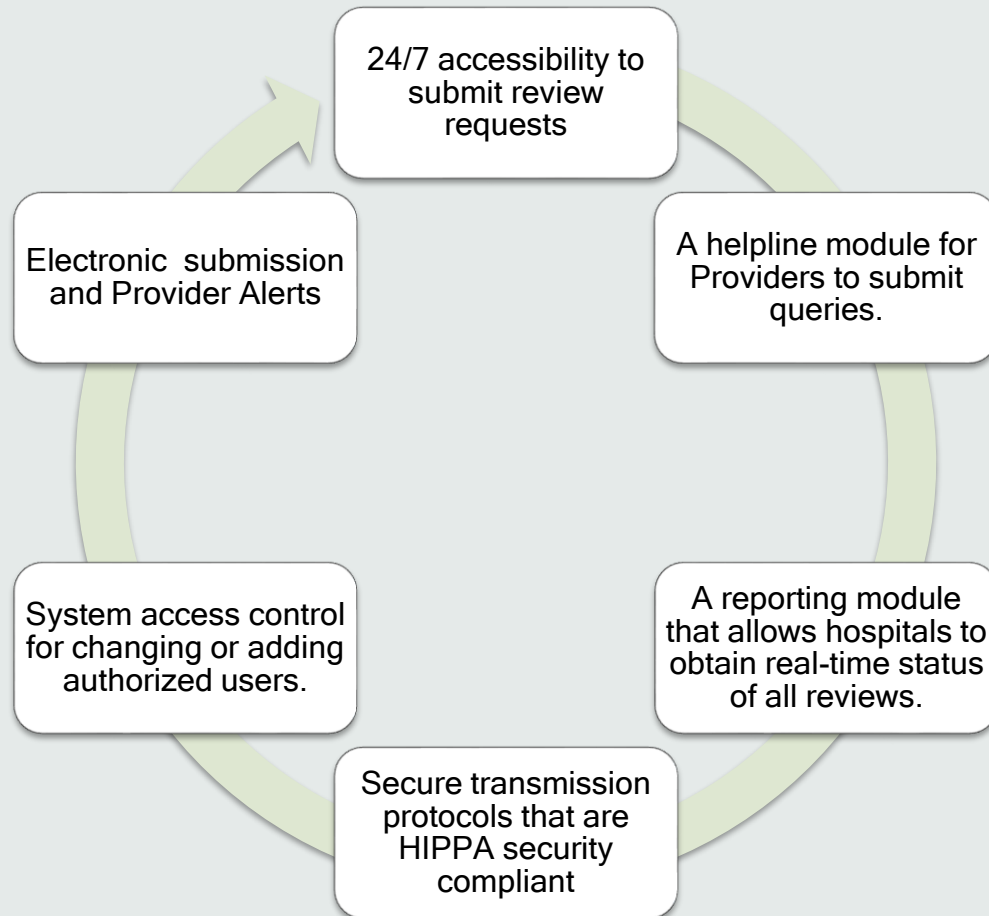 24/7 accessibility to
submit review
requests
A helpline module for
Providers to submit
queries.
A reporting module
that allows hospitals to
obtain real-time status
of all reviews.
Secure transmission
protocols that are
HIPPA security
compliant
System access control
for changing or adding
authorized users.
Electronic  submission
and Provider Alerts